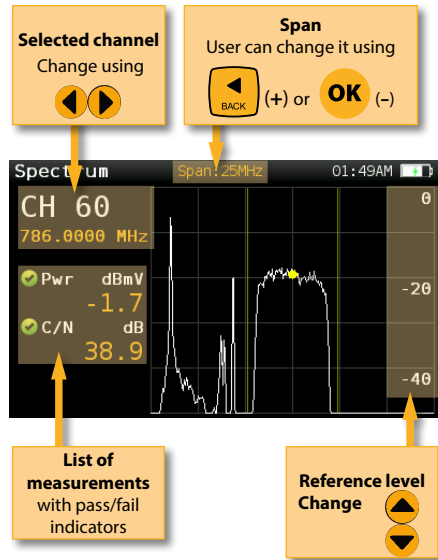 Selected channel
Change using
Span
User can change it using
BACK
(+) or OK (–)
Spectrum Span:25MHz 01:49AM
CH 60
786.0000 MHz
Pwr dBmV
-1.7
C/N dB
38.9
0
-20
-40
List of
measurements
with pass/fail
indicators
Reference level
Change